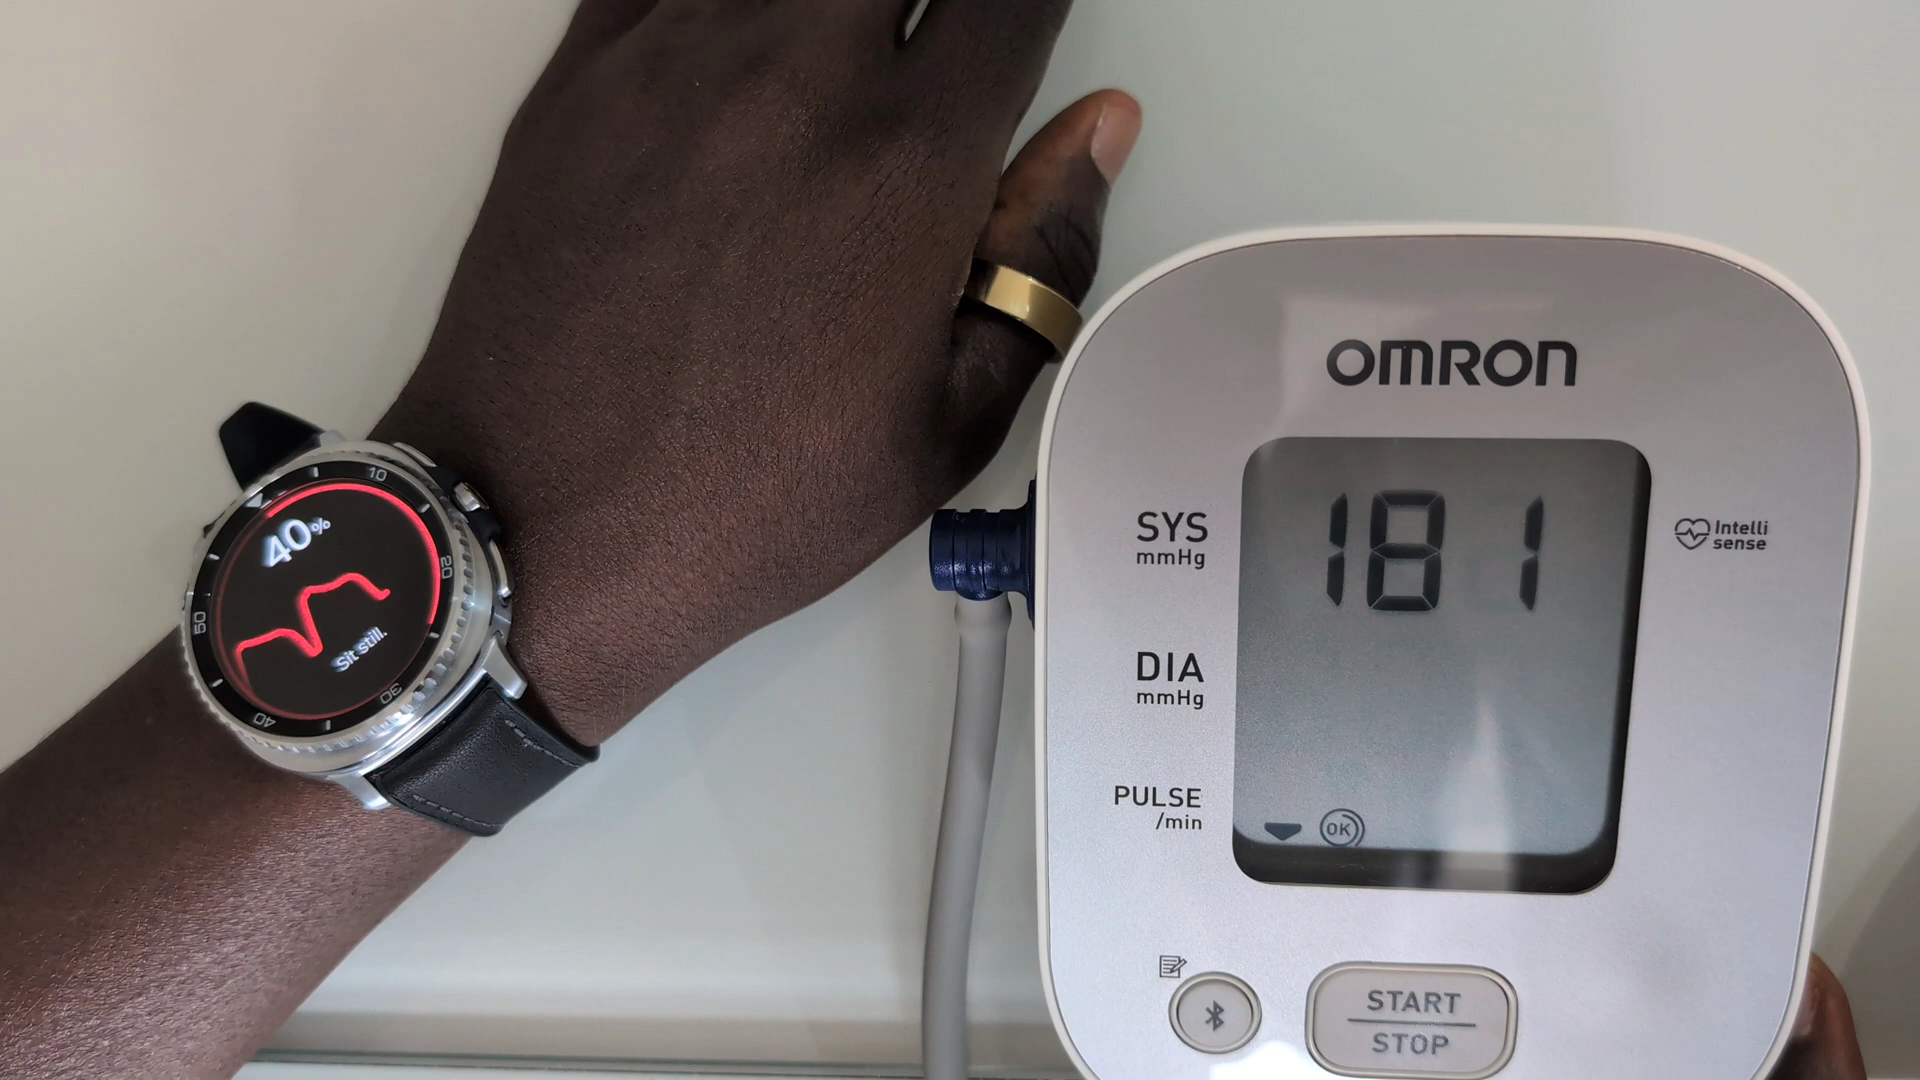 10
20
30
40
50
40%
Sit still.
OMRON
SYS
mmHg
181
Intelli
sense
DIA
mmHg
PULSE
/min
OK
START
STOP